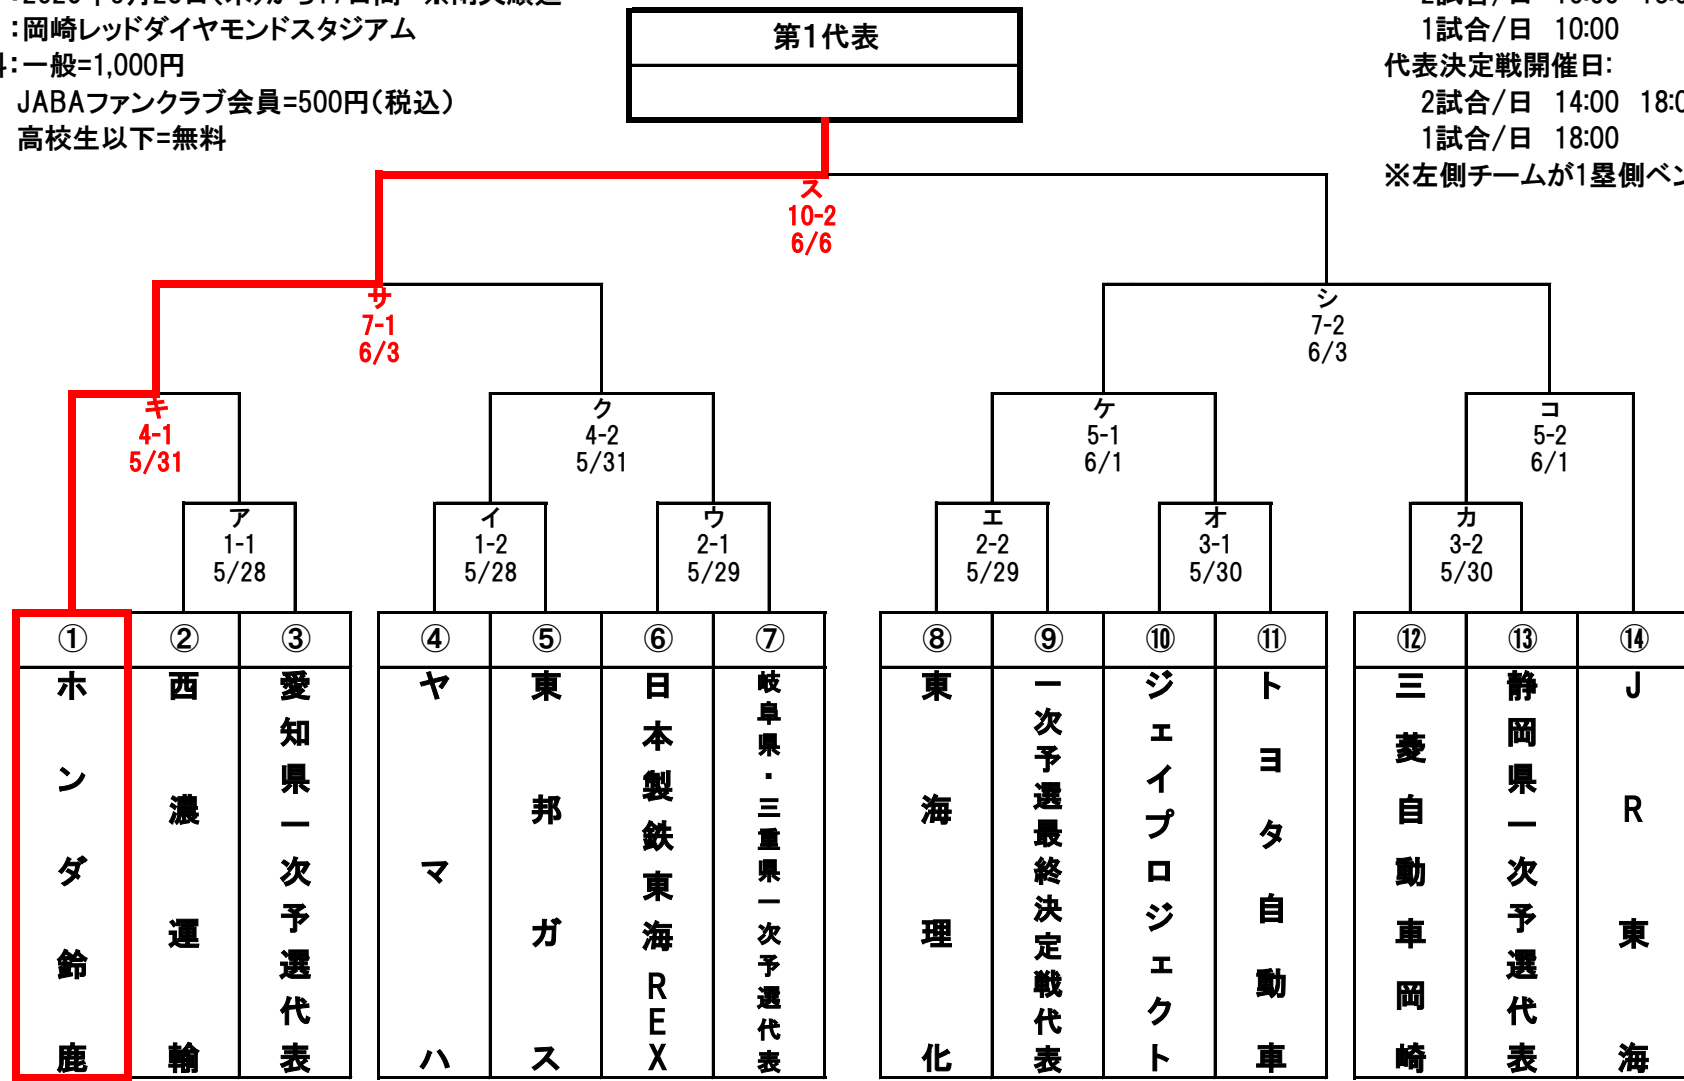 :岡崎レッドダイヤモンドスタジアム
:一般=1,000円
JABAファンクラブ会員=500円(税込)
高校生以下=無料
第1代表
1試合/日 10:00
代表決定戦開催日:
2試合/日 14:00 18:0
1試合/日 18:00
※左側チームが1塁側ベン
ス
10-2
6/6
サ
7-1
6/3
シ
7-2
6/3
キ
4-1
5/31
ク
4-2
5/31
ケ
5-1
6/1
コ
5-2
6/1
ア
1-1
5/28
イ
1-2
5/28
ウ
2-1
5/29
エ
2-2
5/29
オ
3-1
5/30
カ
3-2
5/30
① ② ③ ④ ⑤ ⑥ ⑦ ⑧ ⑨ ⑩ ⑪ ⑫ ⑬ ⑭
ホンダ鈴鹿
西濃運輸
愛知県一次予選代表
ヤマハ
東邦ガス
日本製鉄東海REX
岐阜県・三重県一次予選代表
東海理化
一次予選最終決定戦代表
ジェイプロジェクト
トヨタ自動車
三菱自動車岡崎
静岡県一次予選代表
JR東海